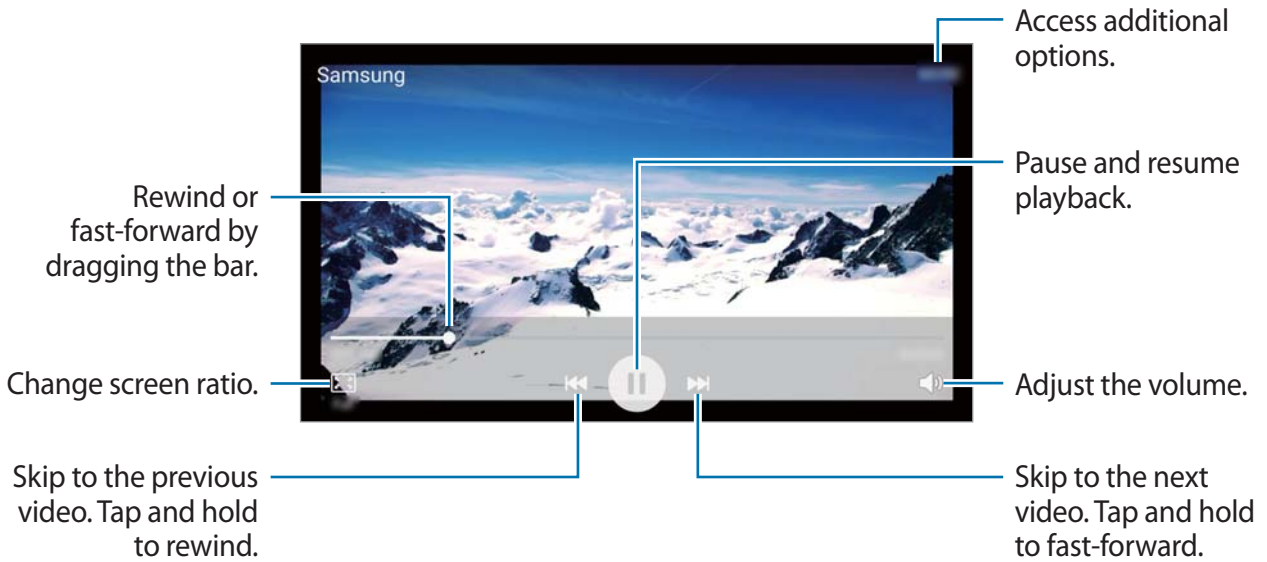 Access additional
options.
Samsung
Pause and resume
playback.
Rewind or
fast-forward by
dragging the bar.
Change screen ratio.
Adjust the volume.
Skip to the previous
video. Tap and hold
to rewind.
Skip to the next
video. Tap and hold
to fast-forward.